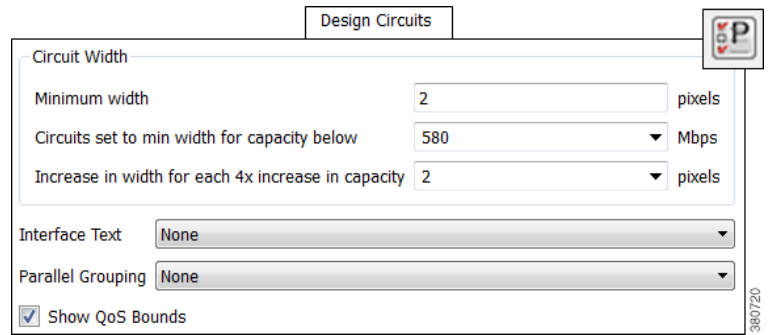 Design Circuits
P
Circuit Width
Minimum width 2 pixels
Circuits set to min width for capacity below 580 Mbps
Increase in width for each 4x increase in capacity 2 pixels
Interface Text None
Parallel Grouping None
Show QoS Bounds
380720